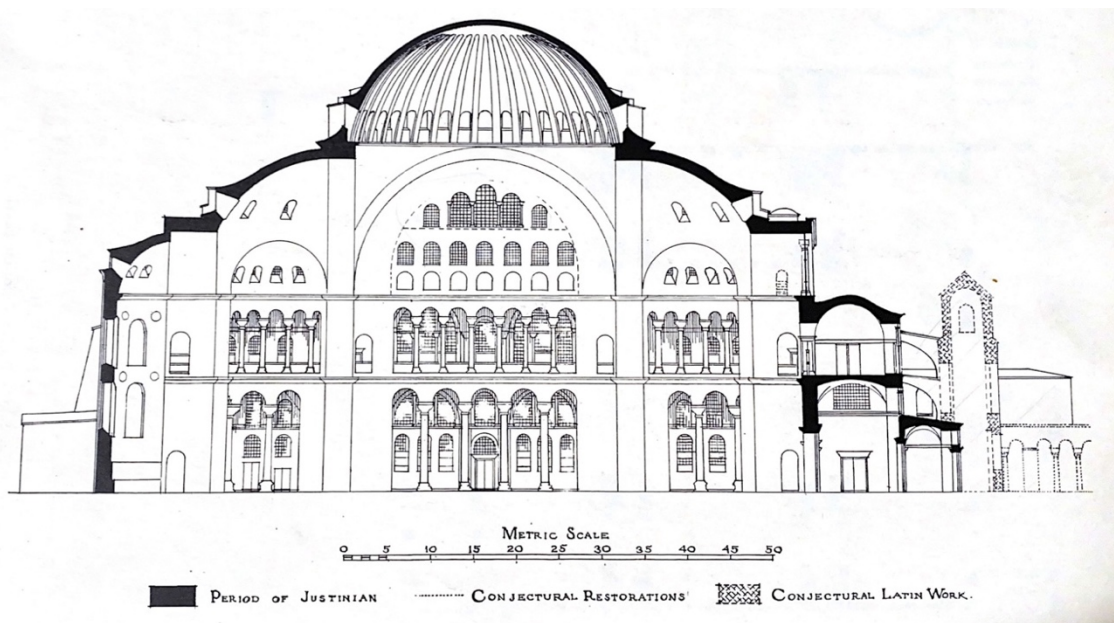 METRIC SCALE
0 5 10 15 20 25 30 35 40 45 50
PERIOD OF JUSTINIAN CONJECTURAL RESTORATIONS CONJECTURAL LATIN WORK.